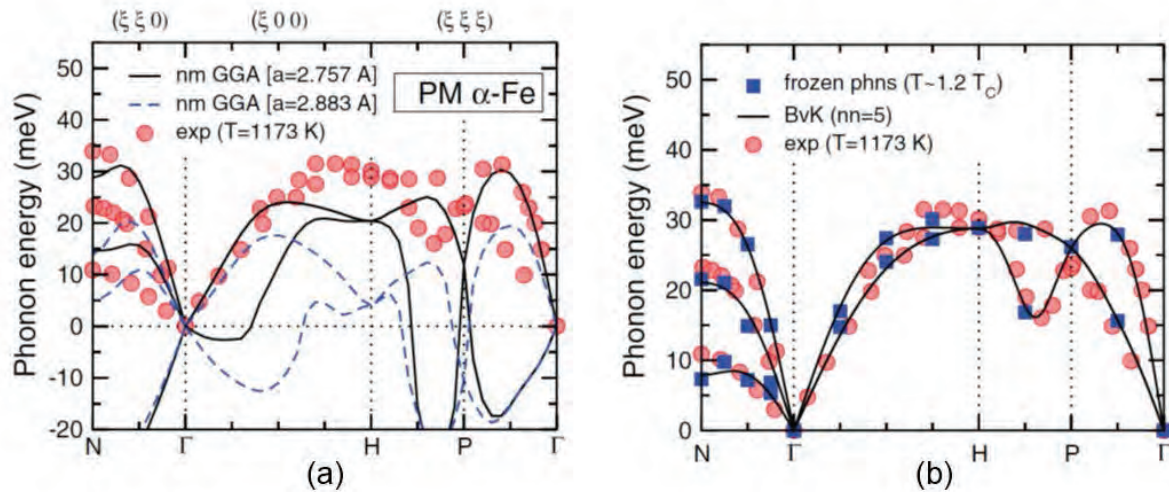 (ξ ξ 0) (ξ 0 0) (ξ ξ ξ)
Phonon energy (meV)
50
40
30
20
10
0
-10
-20
nm GGA [a=2.757 A]
nm GGA [a=2.883 A]
exp (T=1173 K)
PM α-Fe
N Γ H P Γ
(a)
Phonon energy (meV)
50
40
30
20
10
0
frozen phns (T~1.2 T_C)
BvK (nn=5)
exp (T=1173 K)
N Γ H P Γ
(b)